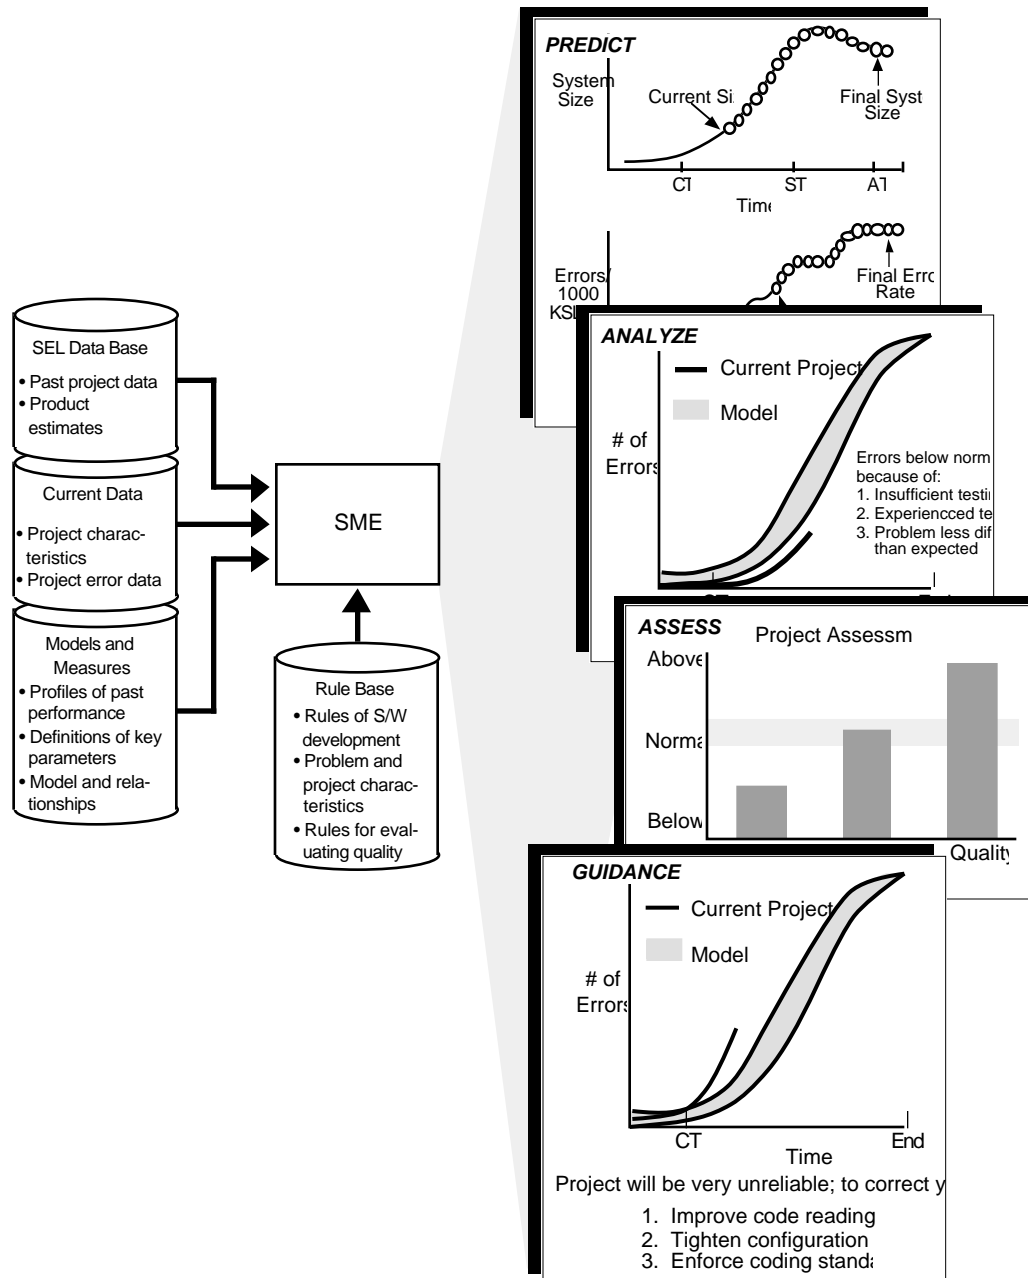 SEL Data Base
• Past project data
• Product
estimates
Current Data
• Project charac-
teristics
• Project error data
Models and
Measures
• Profiles of past
performance
• Definitions of key
parameters
• Model and rela-
tionships
SME
Rule Base
• Rules of S/W
development
• Problem and
project charac-
teristics
• Rules for eval-
uating quality
PREDICT
System
Size
Current Si
Final Syst
Size
CT
ST
AT
Time
Errors/
1000
KSL
Final Erro
Rate
ANALYZE
Current Project
Model
# of
Errors
Errors below norm
because of:
1. Insufficient testi
2. Experiencced te
3. Problem less dif
than expected
ASSESS
Project Assessm
Above
Norma
Below
Quality
GUIDANCE
Current Project
Model
# of
Errors
CT
End
Time
Project will be very unreliable; to correct y
1. Improve code reading
2. Tighten configuration
3. Enforce coding standa